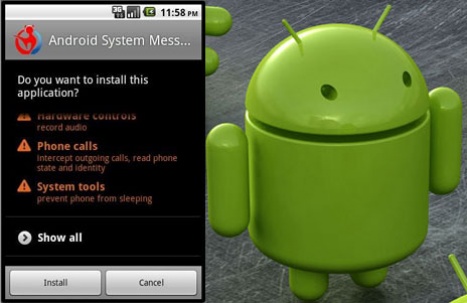 3G
11:58 PM
Android System Mess...
Do you want to install this
application?
Hardware controls
record audio
Phone calls
intercept outgoing calls, read phone
state and identity
System tools
prevent phone from sleeping
Show all
Install
Cancel